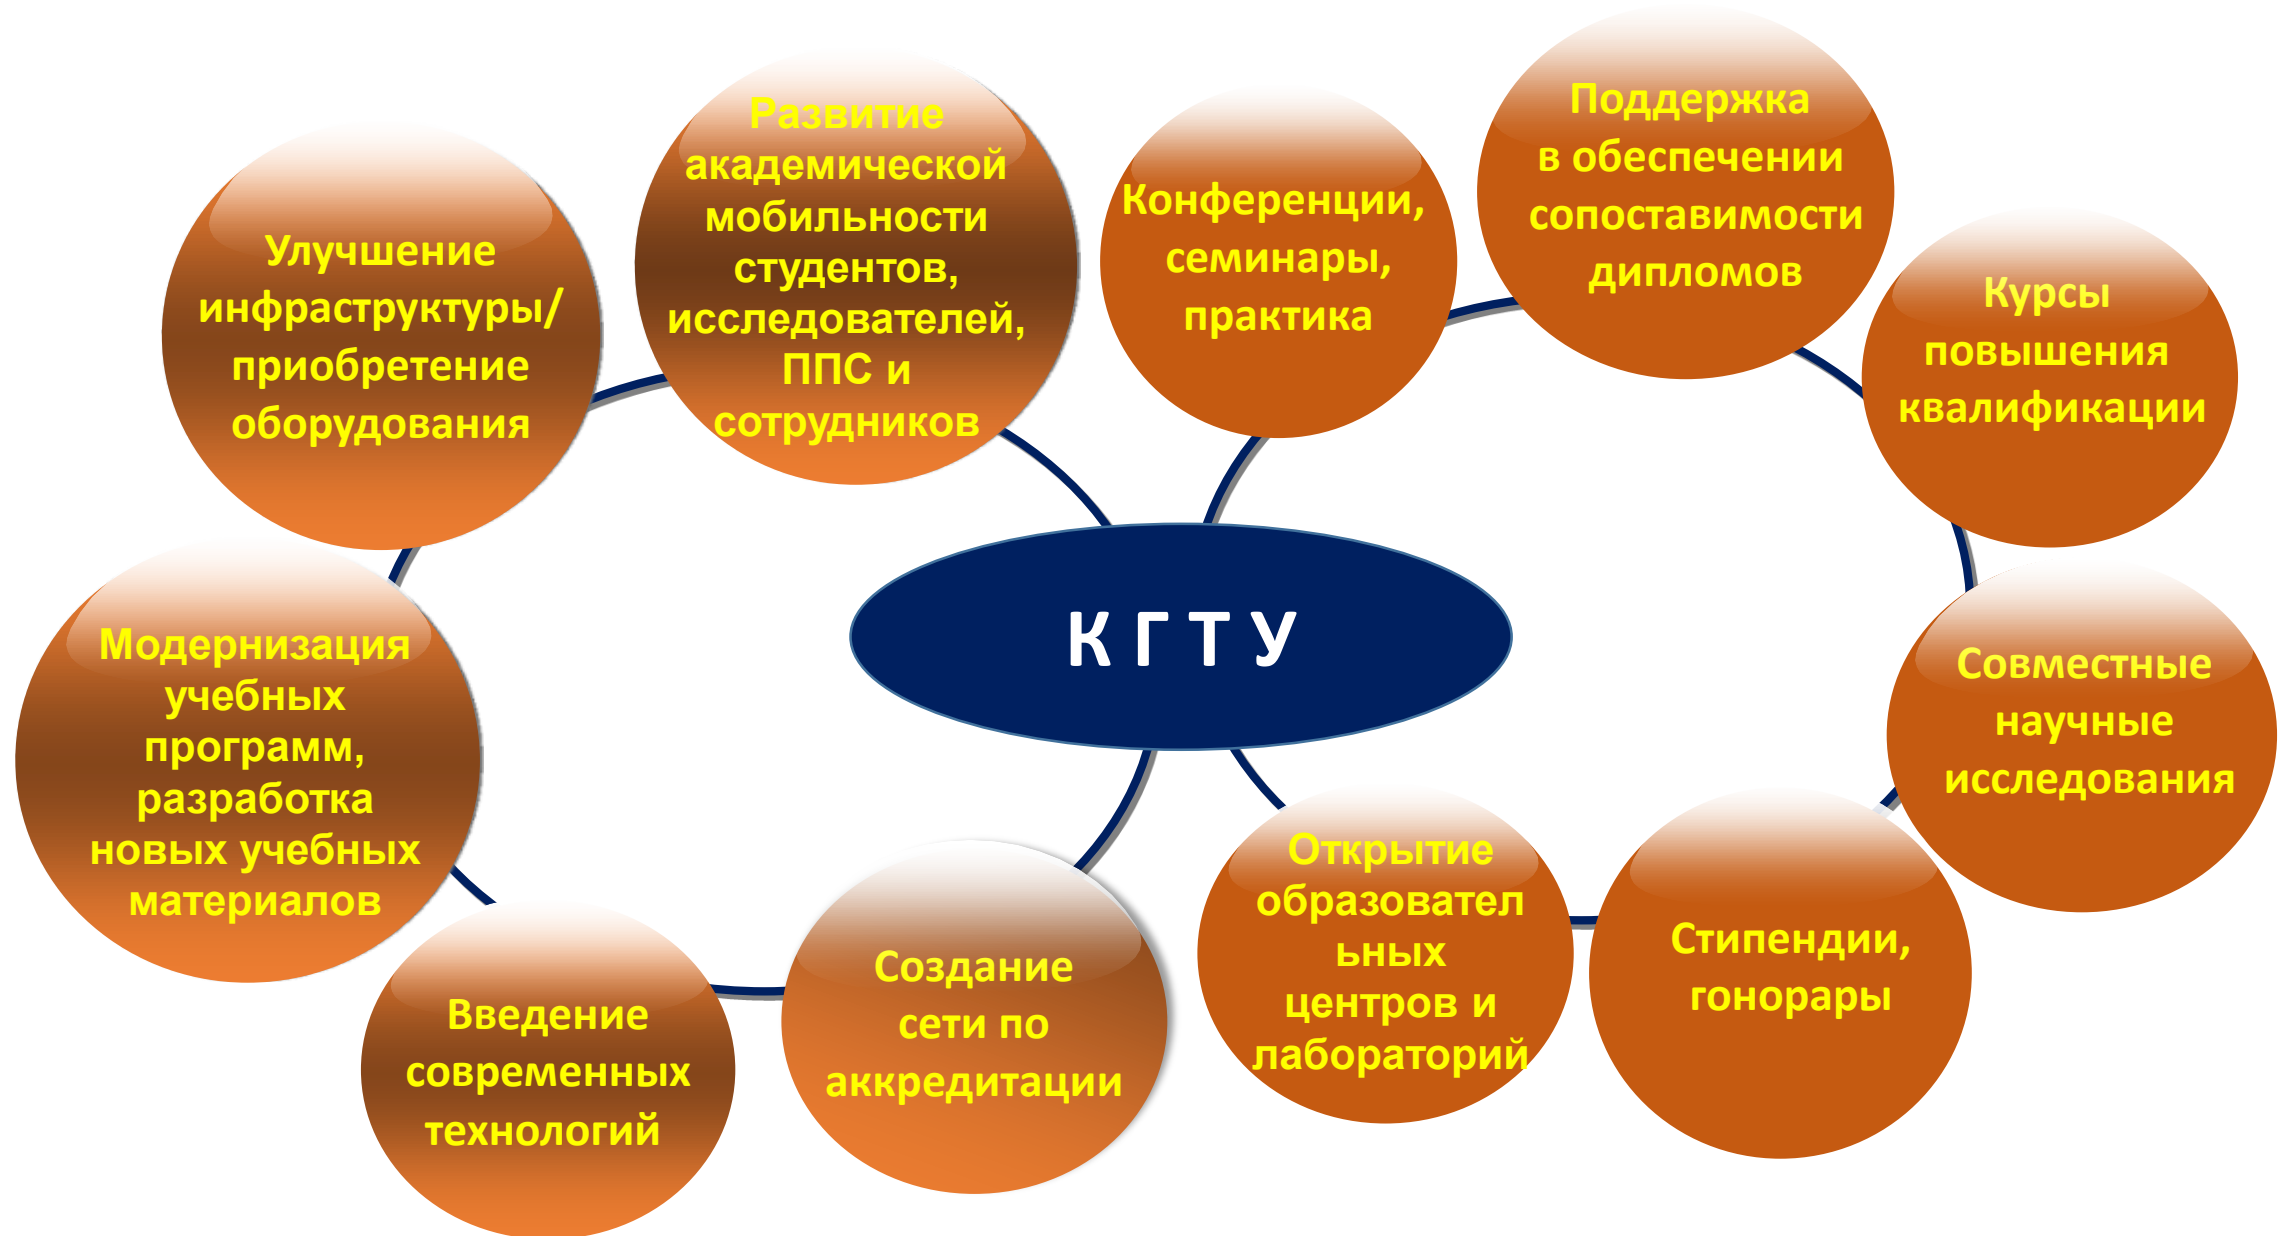 Улучшение
инфраструктуры/
приобретение
оборудования
Развитие
академической
мобильности
студентов,
исследователей,
ППС и
сотрудников
Конференции,
семинары,
практика
Поддержка
в обеспечении
сопоставимости
дипломов
Курсы
повышения
квалификации
К Г Т У
Модернизация
учебных
программ,
разработка
новых учебных
материалов
Введение
современных
технологий
Создание
сети по
аккредитации
Открытие
образовател
ьных
центров и
лабораторий
Стипендии,
гонорары
Совместные
научные
исследования